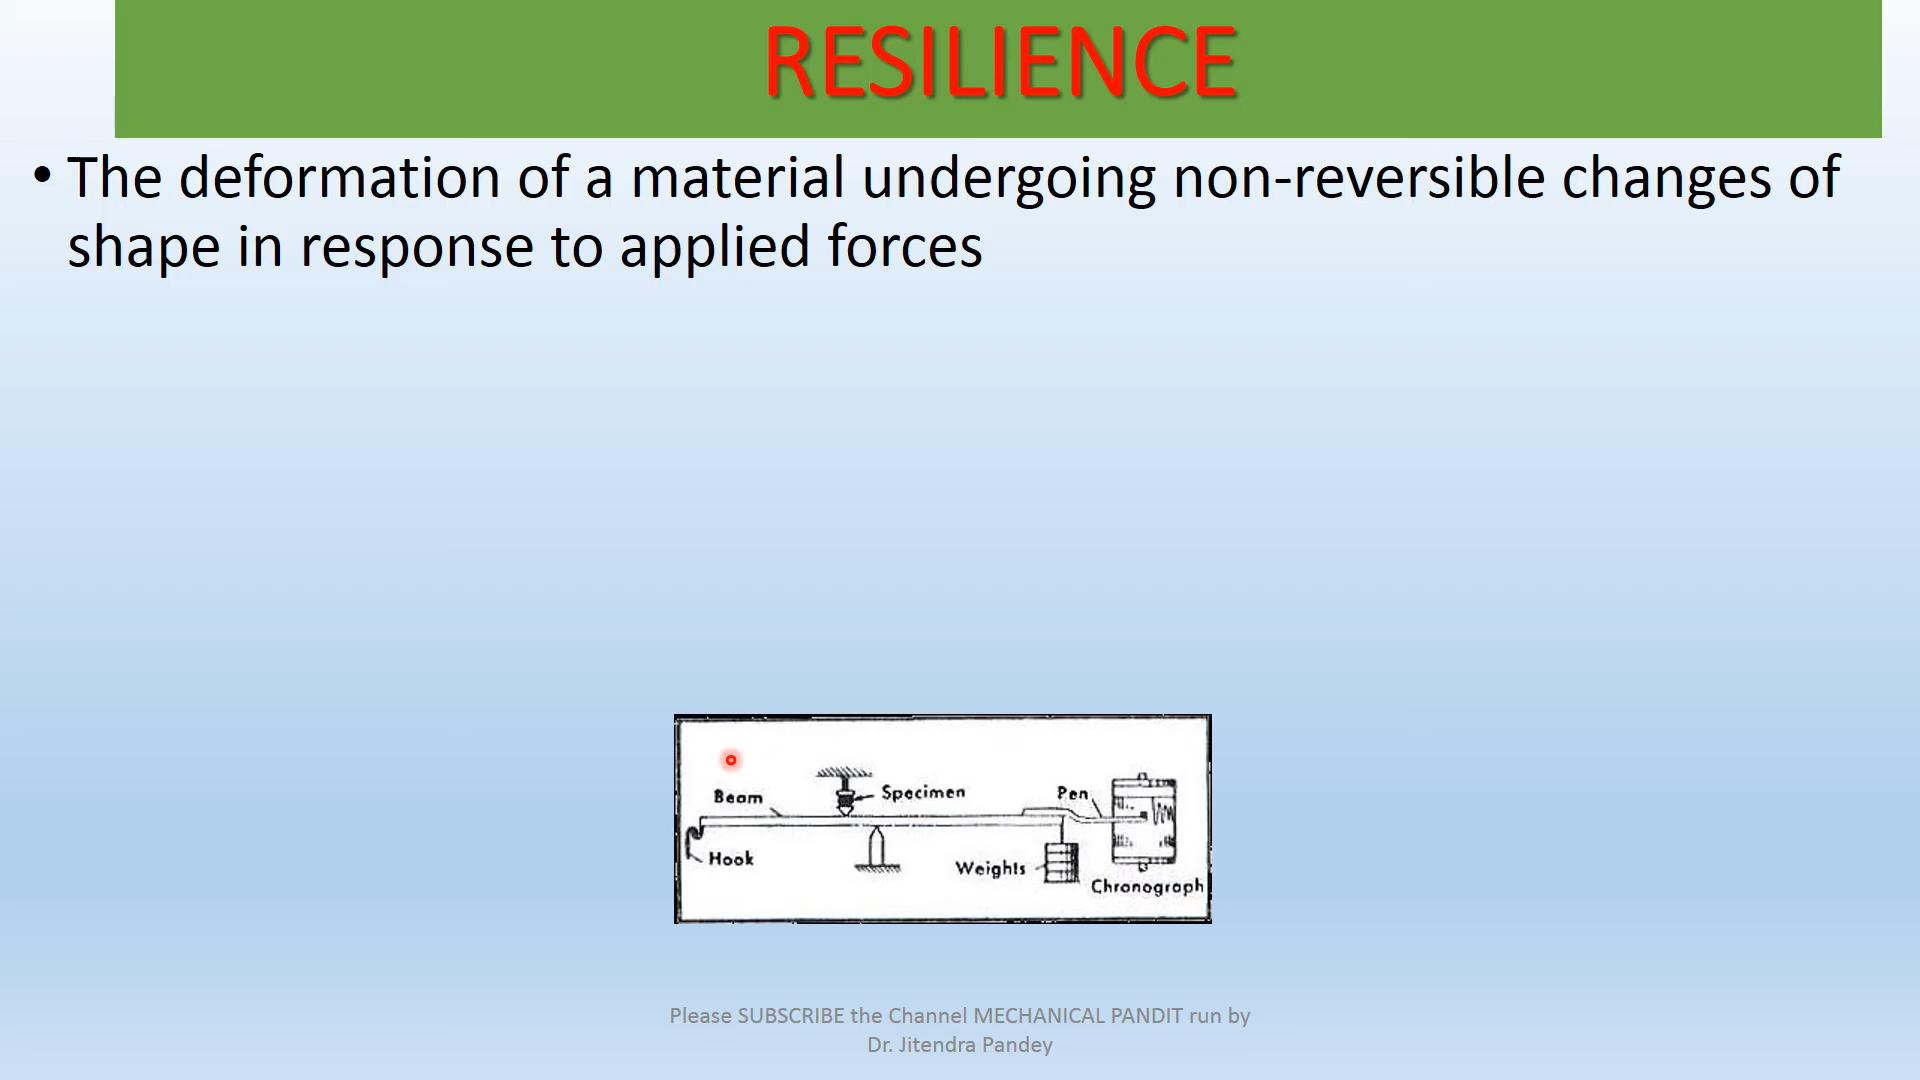 RESILIENCE
• The deformation of a material undergoing non-reversible changes of
shape in response to applied forces
Beam
Specimen
Pen
Hook
Weights
Chronograph
Please SUBSCRIBE the Channel MECHANICAL PANDIT run by
Dr. Jitendra Pandey